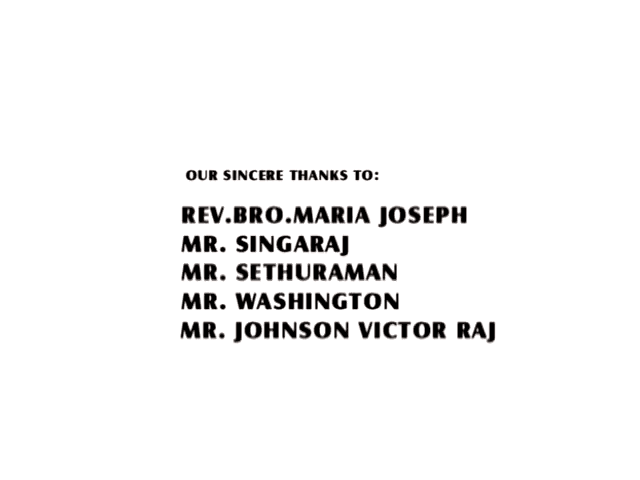 OUR SINCERE THANKS TO:
REV.BRO.MARIA JOSEPH
MR. SINGARAJ
MR. SETHURAMAN
MR. WASHINGTON
MR. JOHNSON VICTOR RAJ